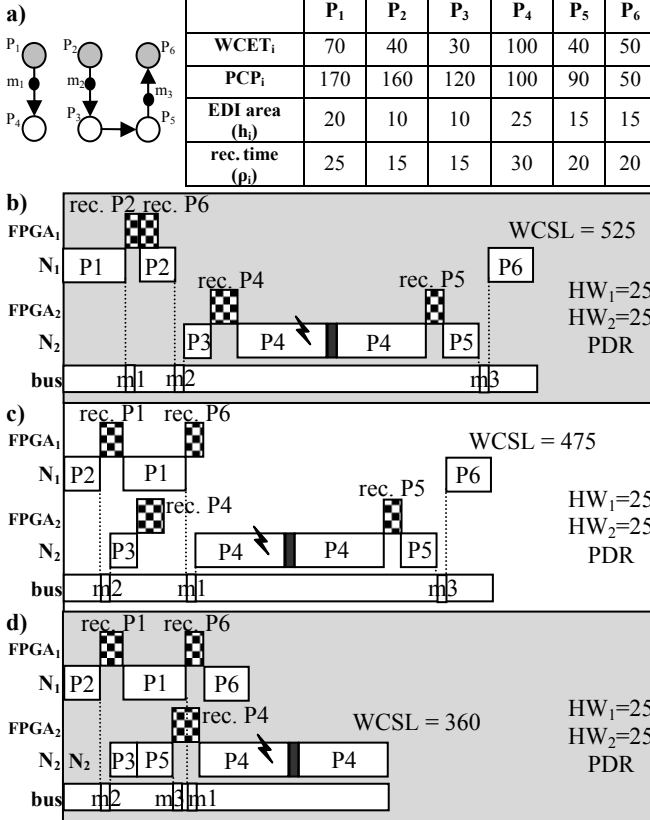 a)
P1 P2 P6
m1 m2 m3
P4 P3 P5
P1 P2 P3 P4 P5 P6
WCETi 70 40 30 100 40 50
PCPi 170 160 120 100 90 50
EDI area (hi) 20 10 10 25 15 15
rec. time (ρi) 25 15 15 30 20 20
b)
rec. P2 rec. P6
FPGA1
WCSL = 525
N1 P1 P2 P6
rec. P4 rec. P5
HW1=25
FPGA2
HW2=25
N2 P3 P4 P4 P5
PDR
bus m1 m2 m3
c)
rec. P1 rec. P6
FPGA1
WCSL = 475
N1 P2 P1 P6
rec. P4 rec. P5
HW1=25
FPGA2
HW2=25
N2 P3 P4 P4 P5
PDR
bus m2 m1 m3
d)
rec. P1 rec. P6
FPGA1
N1 P2 P1 P6
FPGA2 rec. P4 WCSL = 360
HW1=25
HW2=25
N2 N2 P3 P5 P4 P4
PDR
bus m2 m3 m1